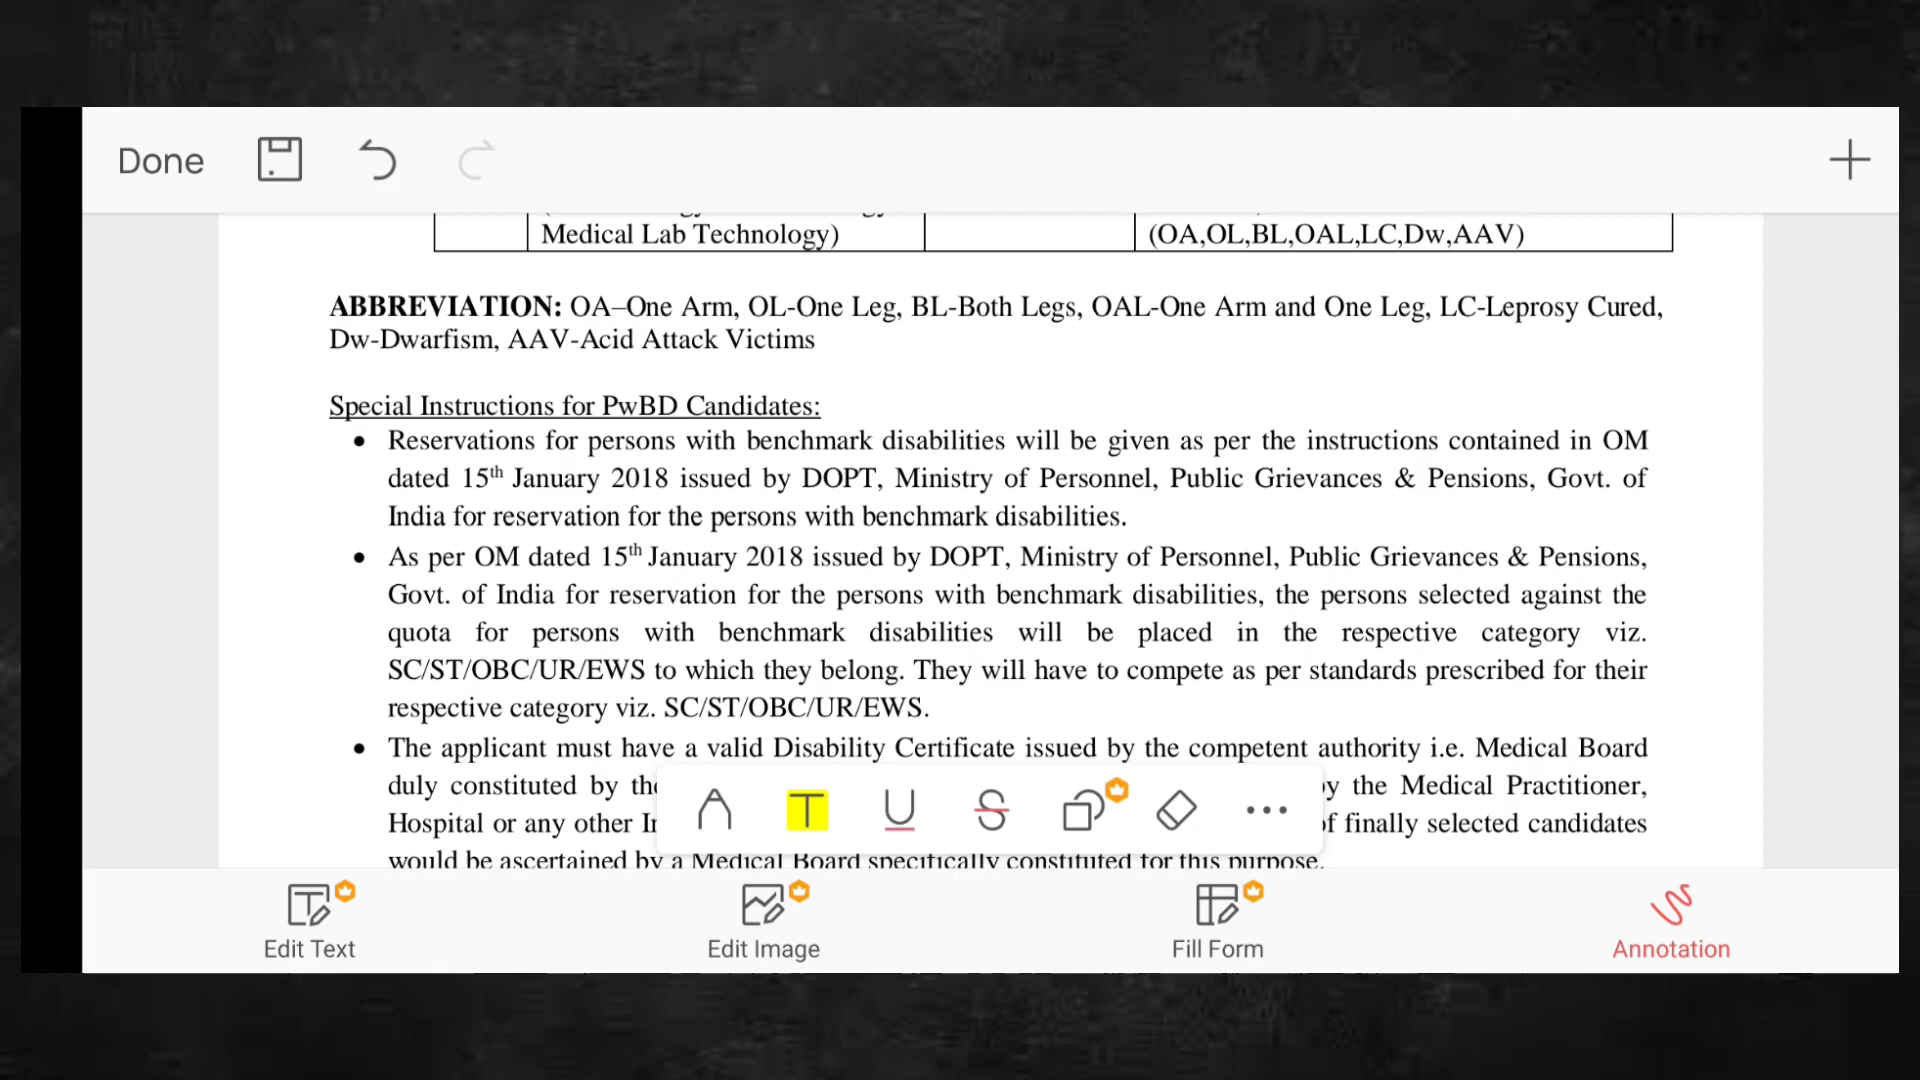 Done
Medical Lab Technology)
(OA,OL,BL,OAL,LC,Dw,AAV)
ABBREVIATION: OA–One Arm, OL-One Leg, BL-Both Legs, OAL-One Arm and One Leg, LC-Leprosy Cured,
Dw-Dwarfism, AAV-Acid Attack Victims
Special Instructions for PwBD Candidates:
• Reservations for persons with benchmark disabilities will be given as per the instructions contained in OM
dated 15th January 2018 issued by DOPT, Ministry of Personnel, Public Grievances & Pensions, Govt. of
India for reservation for the persons with benchmark disabilities.
• As per OM dated 15th January 2018 issued by DOPT, Ministry of Personnel, Public Grievances & Pensions,
Govt. of India for reservation for the persons with benchmark disabilities, the persons selected against the
quota for persons with benchmark disabilities will be placed in the respective category viz.
SC/ST/OBC/UR/EWS to which they belong. They will have to compete as per standards prescribed for their
respective category viz. SC/ST/OBC/UR/EWS.
• The applicant must have a valid Disability Certificate issued by the competent authority i.e. Medical Board
duly constituted by the Medical Practitioner,
Hospital or any other finally selected candidates
would be ascertained by a Medical Board specifically constituted for this purpose.
Edit Text
Edit Image
Fill Form
Annotation